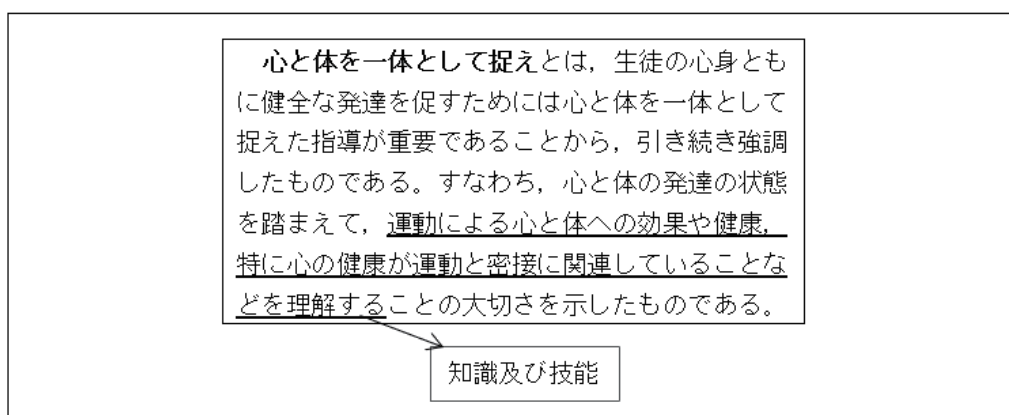 心と体を一体として捉えとは，生徒の心身とも
に健全な発達を促すためには心と体を一体として
捉えた指導が重要であることから，引き続き強調
したものである。すなわち，心と体の発達の状態
を踏まえて，運動による心と体への効果や健康，
特に心の健康が運動と密接に関連していることな
どを理解することの大切さを示したものである。
知識及び技能